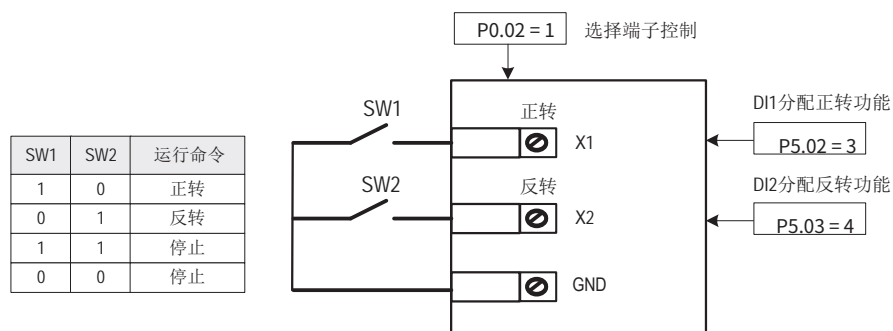 P0.02 = 1 选择端子控制
SW1 SW2 运行命令
1 0 正转
0 1 反转
1 1 停止
0 0 停止
SW1
SW2
正转
X1
反转
X2
GND
DI1分配正转功能
P5.02 = 3
DI2分配反转功能
P5.03 = 4